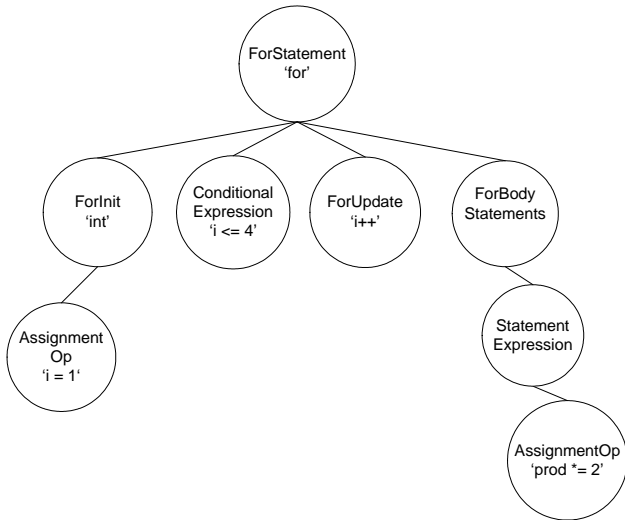 ForStatement
‘for’
ForInit
‘int’
Conditional
Expression
‘i <= 4’
ForUpdate
‘i++’
ForBody
Statements
Assignment
Op
‘i = 1‘
Statement
Expression
AssignmentOp
‘prod *= 2’